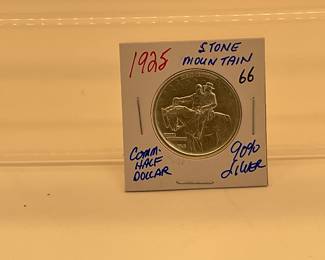 1925
STONE
MOUNTAIN
66
COMM.
HALF
DOLLAR
90%
SILVER